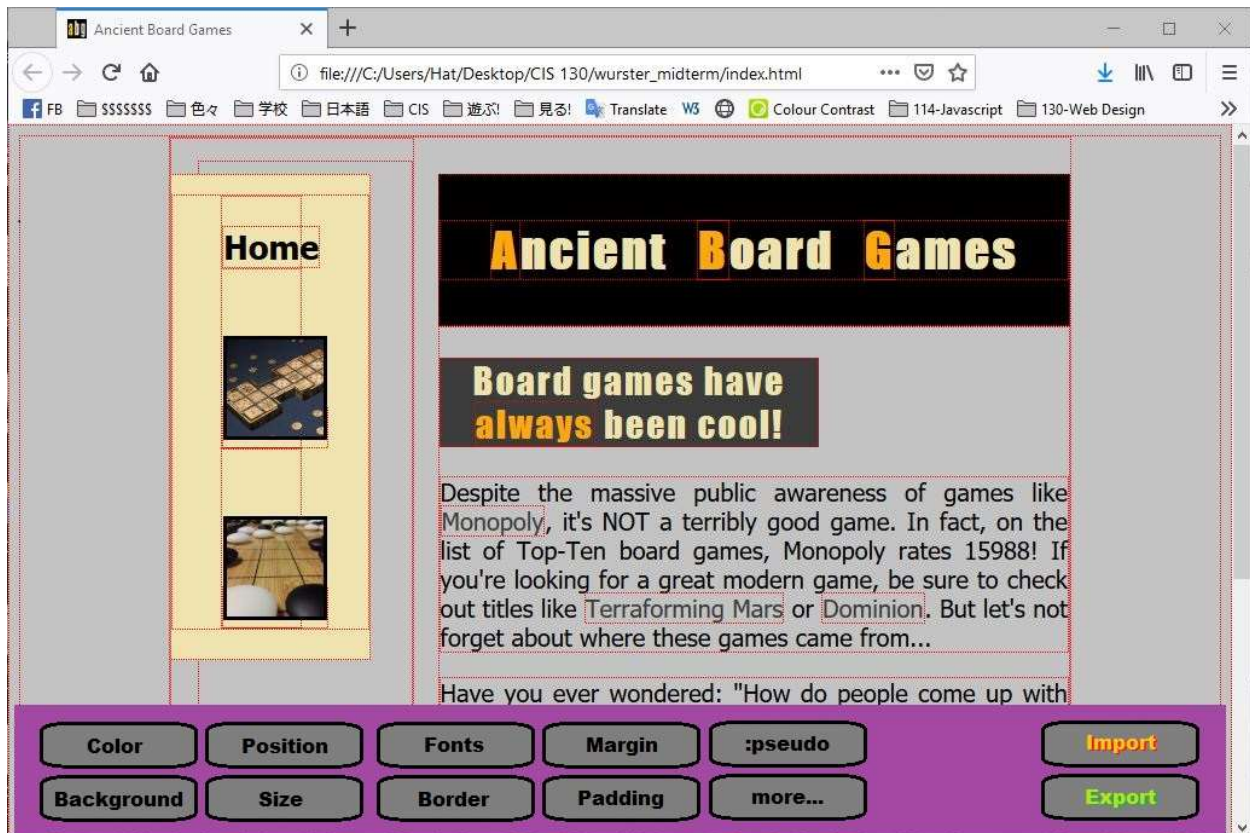 abg Ancient Board Games
file:///C:/Users/Hat/Desktop/CIS 130/wurster_midterm/index.html
FB $$$$$$$ 色々 学校 日本語 CIS 遊ぶ! 見る! Translate W3 Colour Contrast 114-Javascript 130-Web Design
Home
Ancient Board Games
Board games have
always been cool!
Despite the massive public awareness of games like
Monopoly, it's NOT a terribly good game. In fact, on the
list of Top-Ten board games, Monopoly rates 15988! If
you're looking for a great modern game, be sure to check
out titles like Terraforming Mars or Dominion. But let's not
forget about where these games came from...
Have you ever wondered: "How do people come up with
Color Position Fonts Margin :pseudo Import
Background Size Border Padding more... Export